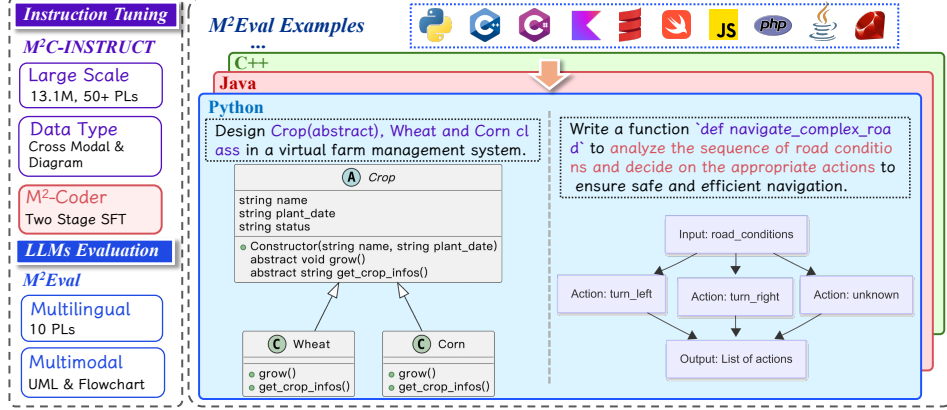 Instruction Tuning
M²C-INSTRUCT
Large Scale
13.1M, 50+ PLs
Data Type
Cross Modal &
Diagram
M²-Coder
Two Stage SFT
LLMs Evaluation
M²Eval
Multilingual
10 PLs
Multimodal
UML & Flowchart
M²Eval Examples
...
C++
C
JS
php
Java
C++
Java
Python
Design Crop(abstract), Wheat and Corn cl
ass in a virtual farm management system.
A Crop
string name
string plant_date
string status
Constructor(string name, string plant_date)
abstract void grow()
abstract string get_crop_infos()
C Wheat
grow()
get_crop_infos()
C Corn
grow()
get_crop_infos()
Write a function `def navigate_complex_roa
d` to analyze the sequence of road conditio
ns and decide on the appropriate actions to
ensure safe and efficient navigation.
Input: road_conditions
Action: turn_left
Action: turn_right
Action: unknown
Output: List of actions